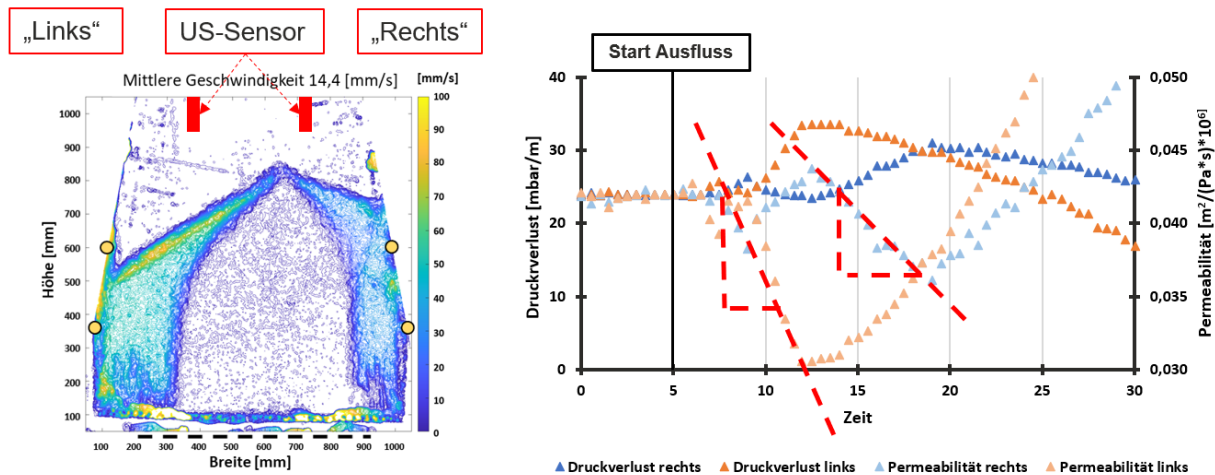 „Links“
US-Sensor
„Rechts“
Mittlere Geschwindigkeit 14,4 [mm/s]
[mm/s]
Höhe [mm]
1000
900
800
700
600
500
400
300
200
100
100 200 300 400 500 600 700 800 900 1000
Breite [mm]
100
90
80
70
60
50
40
30
20
10
0
Start Ausfluss
Druckrverlust [mbar/m]
40
30
20
10
0
0 5 10 15 20 25 30
Zeit
0,050
0,045
0,040
0,035
0,030
Permeabilität [m²/(Pa*s)*10⁶]
Druckverlust rechts Druckverlust links Permeabilität rechts Permeabilität links